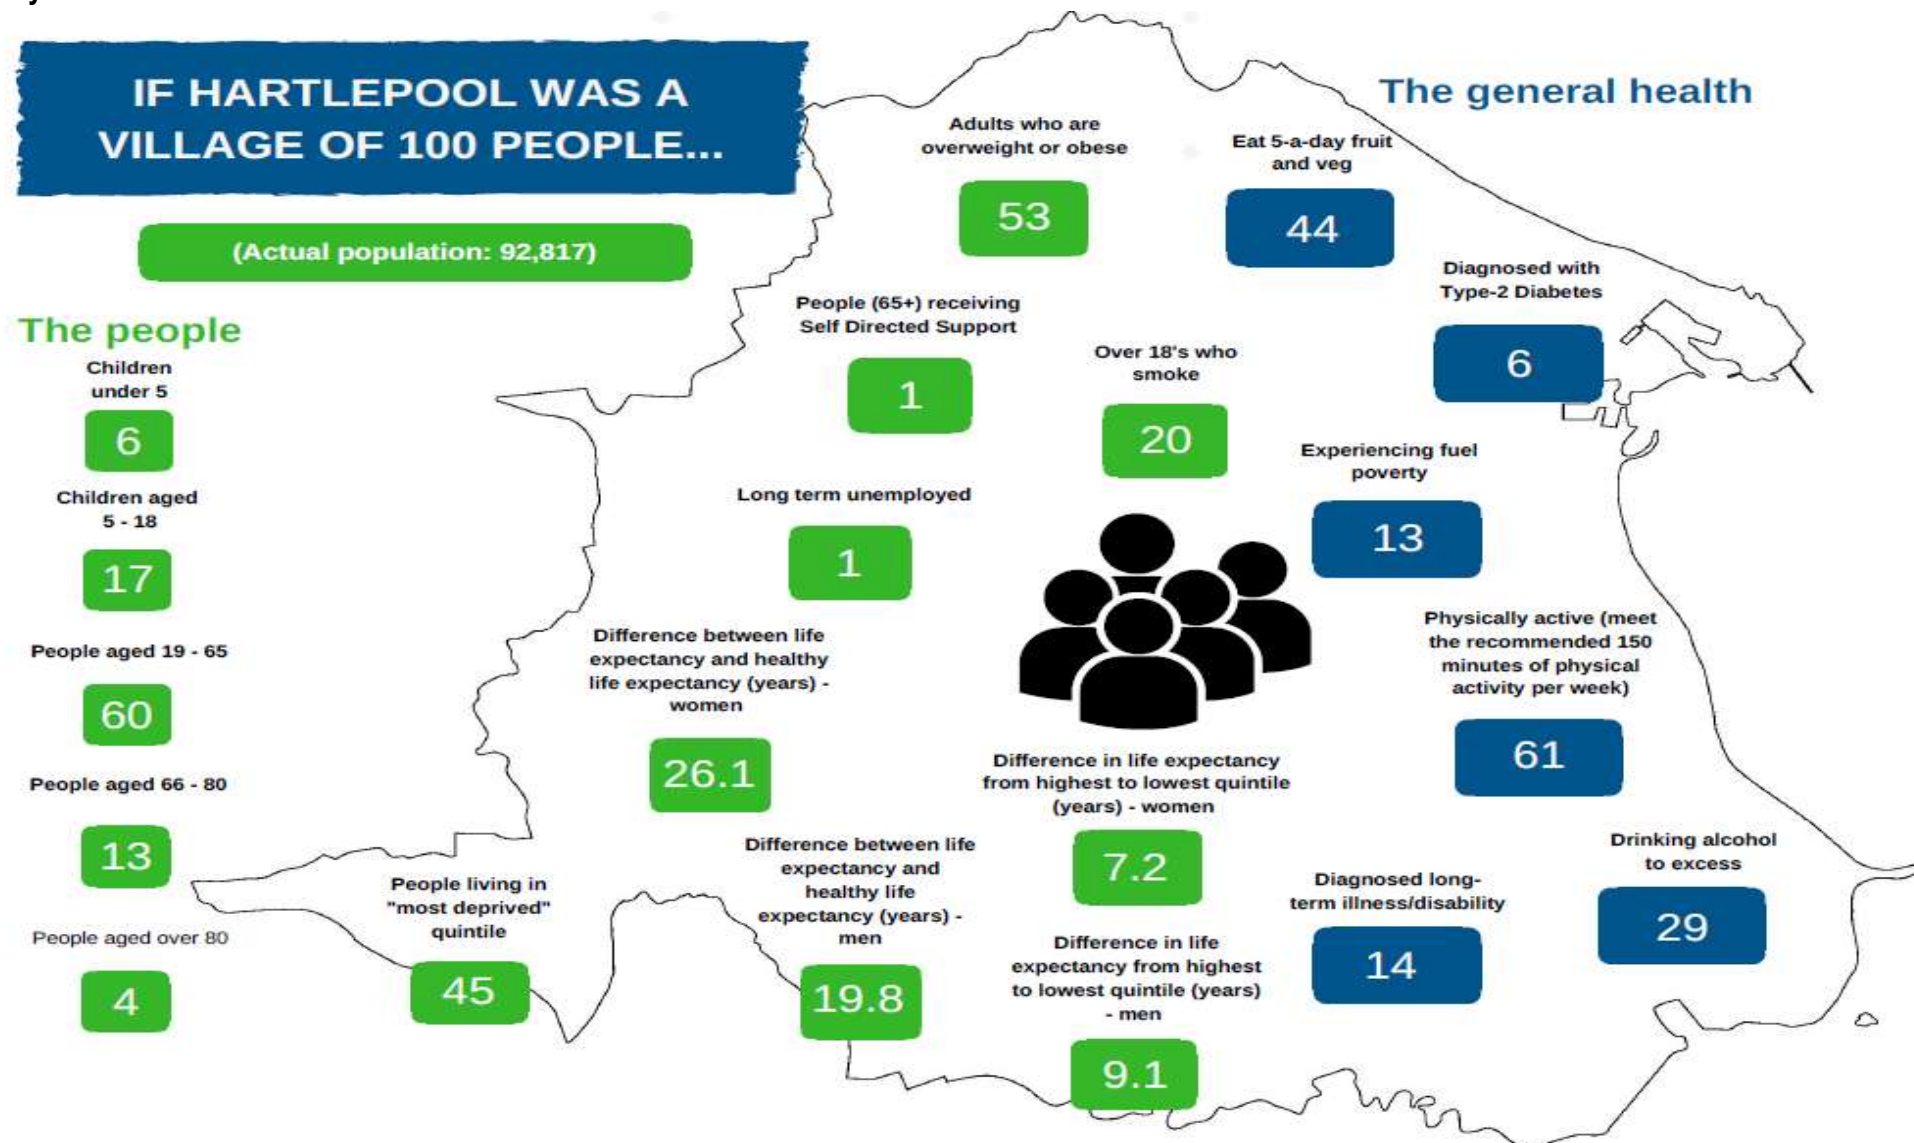 IF HARTLEPOOL WAS A
VILLAGE OF 100 PEOPLE...
(Actual population: 92,817)
The people
Children
under 5
6
Children aged
5 - 18
17
People aged 19 - 65
60
People aged 66 - 80
13
People aged over 80
4
The general health
Adults who are
overweight or obese
53
Eat 5-a-day fruit
and veg
44
Diagnosed with
Type-2 Diabetes
6
People (65+) receiving
Self Directed Support
1
Over 18's who
smoke
20
Experiencing fuel
poverty
13
Long term unemployed
1
Physically active (meet
the recommended 150
minutes of physical
activity per week)
61
Difference between life
expectancy and healthy
life expectancy (years) -
women
26.1
Difference in life expectancy
from highest to lowest quintile
(years) - women
7.2
Drinking alcohol
to excess
29
Difference between life
expectancy and
healthy life
expectancy (years) -
men
19.8
Diagnosed long-
term illness/disability
14
People living in
"most deprived"
quintile
45
Difference in life
expectancy from highest
to lowest quintile (years)
- men
9.1